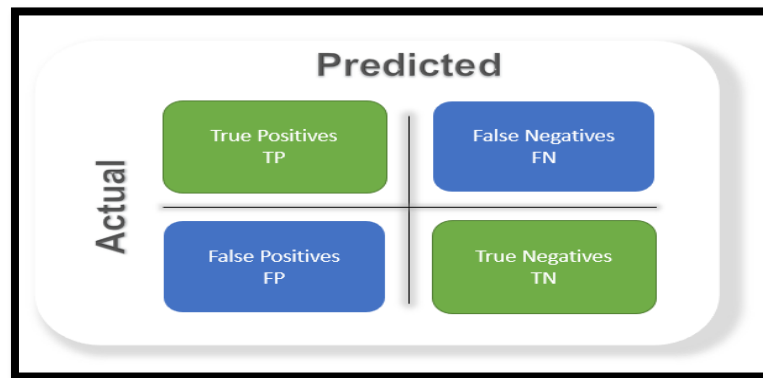 Predicted
Actual
True Positives
TP
False Negatives
FN
False Positives
FP
True Negatives
TN